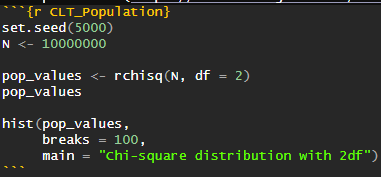 ```{r CLT_Population}
set.seed(5000)
N <- 10000000
pop_values <- rchisq(N, df = 2)
pop_values
hist(pop_values,
breaks = 100,
main = "Chi-square distribution with 2df")
```